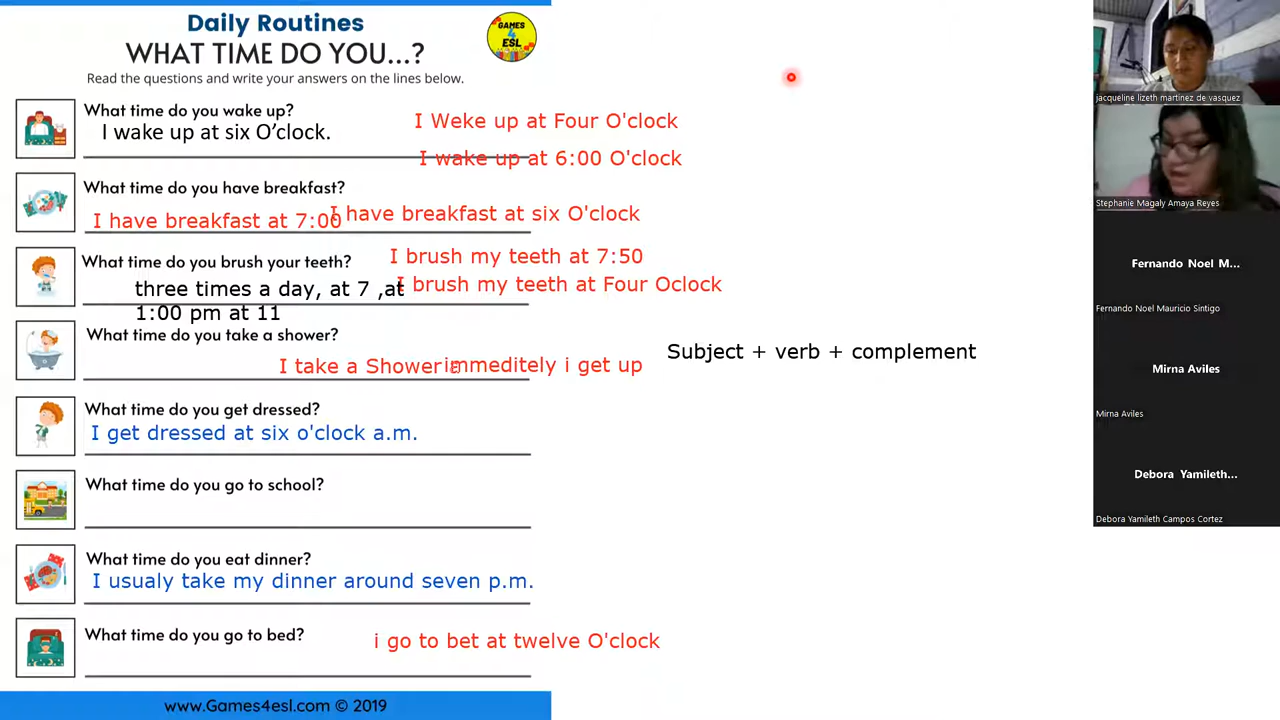 Daily Routines
WHAT TIME DO YOU...?
GAMES
4
ESL
Read the questions and write your answers on the lines below.
What time do you wake up?
I wake up at six O'clock.
I Weke up at Four O'clock
I wake up at 6:00 O'clock
What time do you have breakfast?
I have breakfast at 7:00
I have breakfast at six O'clock
What time do you brush your teeth?
I brush my teeth at 7:50
three times a day, at 7 ,at
1:00 pm at 11
I brush my teeth at Four Oclock
What time do you take a shower?
I take a Shower
immeditely i get up
Subject + verb + complement
What time do you get dressed?
I get dressed at six o'clock a.m.
What time do you go to school?
What time do you eat dinner?
I usualy take my dinner around seven p.m.
What time do you go to bed?
i go to bet at twelve O'clock
www.Games4esl.com © 2019
jacqueline lizeth martinez de vasquez
Stephanie Magaly Amaya Reyes
Fernando Noel M...
Fernando Noel Mauricio Sintigo
Mirna Aviles
Mirna Aviles
Debora Yamileth...
Debora Yamileth Campos Cortez